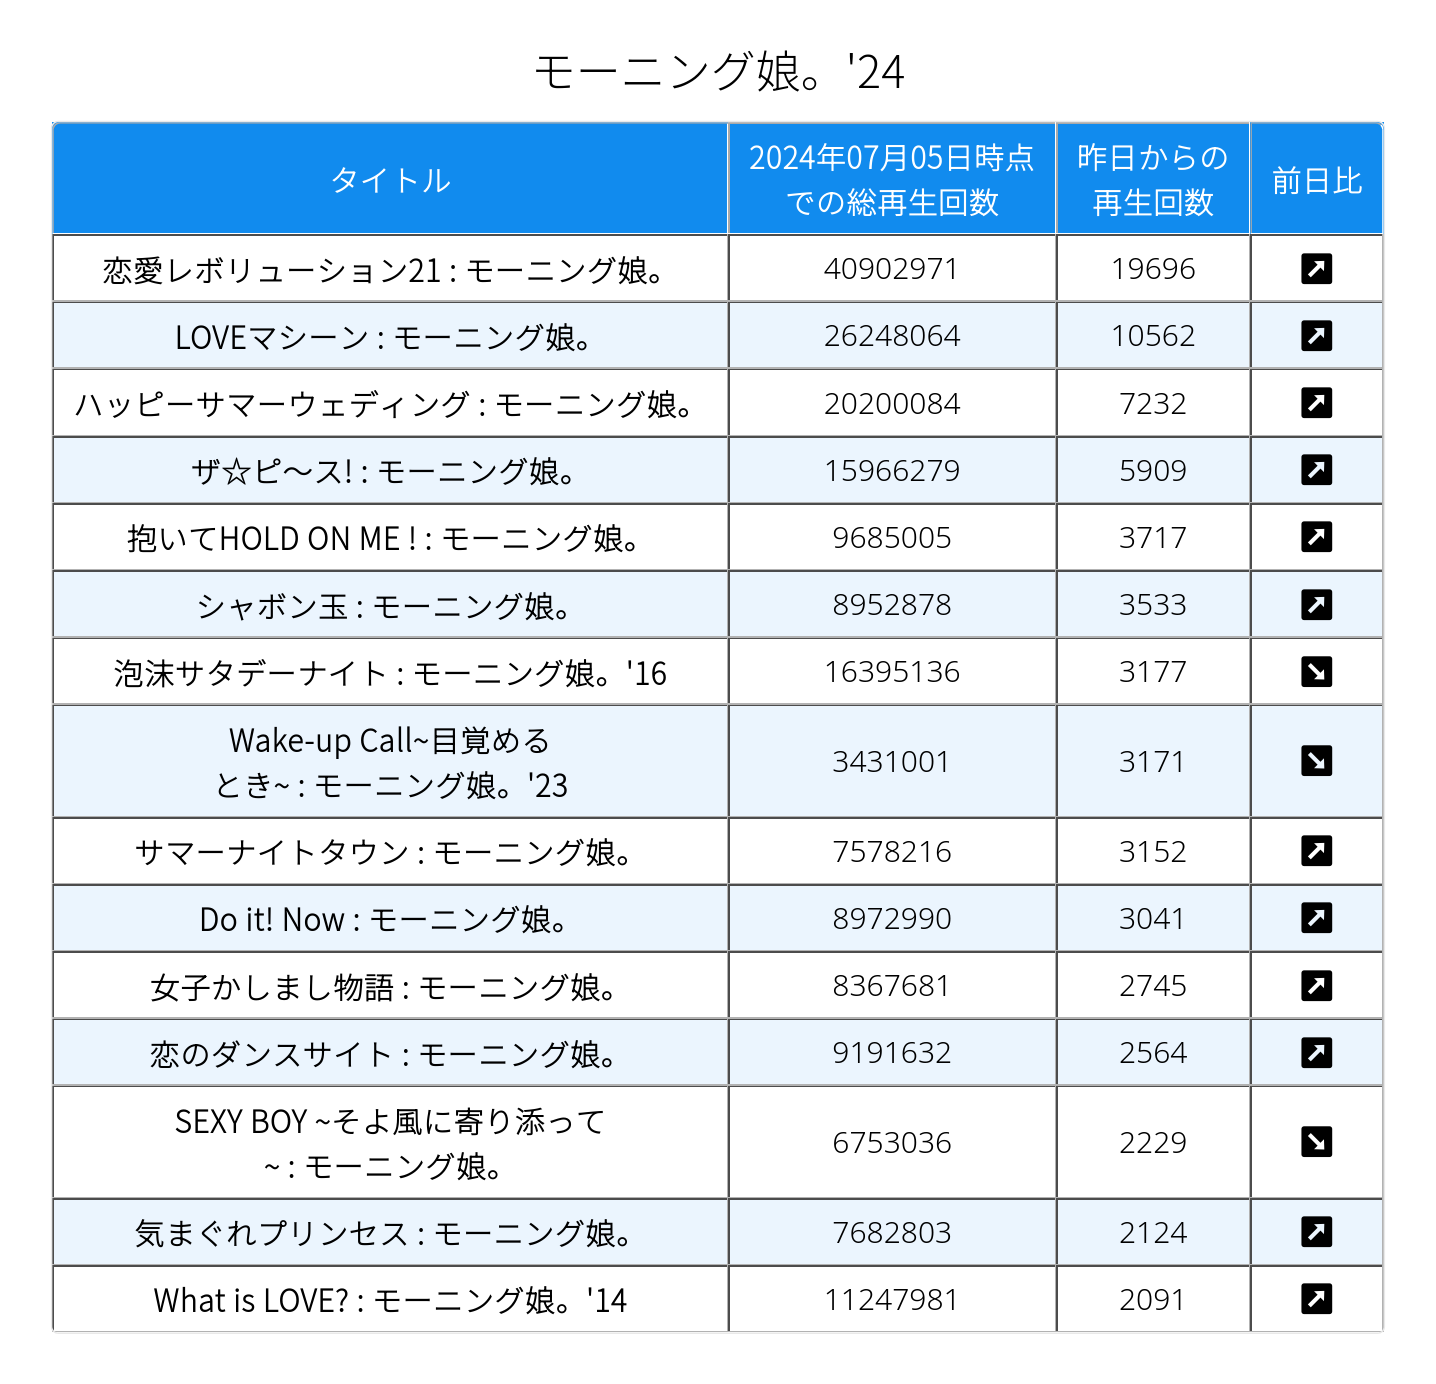 モーニング娘。'24
タイトル
2024年07月05日時点
での総再生回数
昨日からの
再生回数
前日比
恋愛レボリューション21 : モーニング娘。 40902971 19696
LOVEマシーン : モーニング娘。 26248064 10562
ハッピーサマーウェディング : モーニング娘。 20200084 7232
ザ☆ピ〜ス! : モーニング娘。 15966279 5909
抱いてHOLD ON ME ! : モーニング娘。 9685005 3717
シャボン玉 : モーニング娘。 8952878 3533
泡沫サタデーナイト : モーニング娘。'16 16395136 3177
Wake-up Call~目覚める
とき~ : モーニング娘。'23 3431001 3171
サマーナイトタウン : モーニング娘。 7578216 3152
Do it! Now : モーニング娘。 8972990 3041
女子かしまし物語 : モーニング娘。 8367681 2745
恋のダンスサイト : モーニング娘。 9191632 2564
SEXY BOY ~そよ風に寄り添って
~ : モーニング娘。 6753036 2229
気まぐれプリンセス : モーニング娘。 7682803 2124
What is LOVE? : モーニング娘。'14 11247981 2091